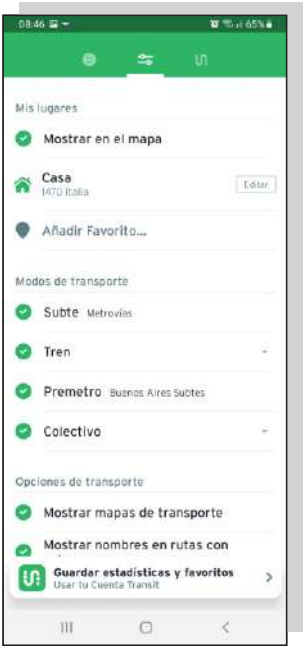 08:46
65%
Mis lugares
Mostrar en el mapa
Casa
1470 Italia
Editar
Añadir Favorito...
Modos de transporte
Subte Metrovías
Tren
Premetro Buenos Aires Subtes
Colectivo
Opciones de transporte
Mostrar mapas de transporte
Mostrar nombres en rutas con
Guardar estadísticas y favoritos
Usar tu Cuenta Transit